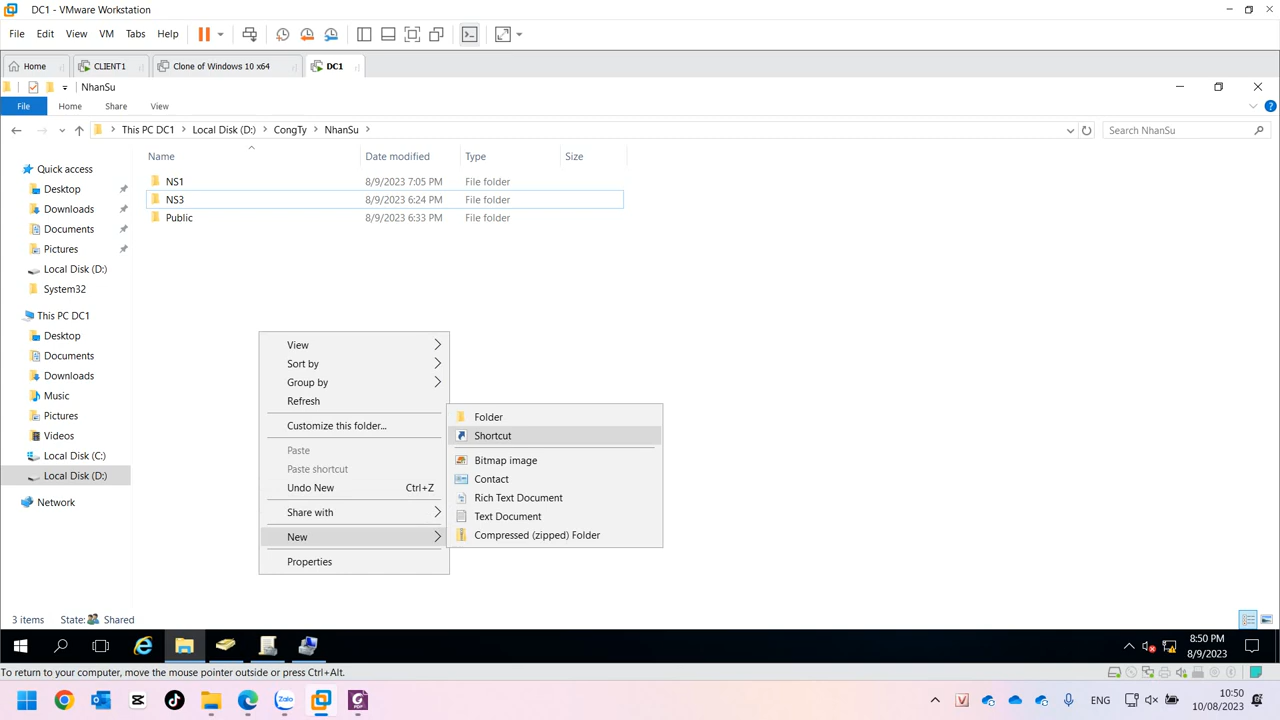 DC1 - VMware Workstation
File Edit View VM Tabs Help
Home CLIENT1 Clone of Windows 10 x64 DC1
NhanSu
File Home Share View
This PC DC1 Local Disk (D:) CongTy NhanSu Search NhanSu
Name Date modified Type Size
Quick access
Desktop
Downloads
Documents
Pictures
Local Disk (D:)
System32
This PC DC1
Desktop
Documents
Downloads
Music
Pictures
Videos
Local Disk (C:)
Local Disk (D:)
Network
NS1 8/9/2023 7:05 PM File folder
NS3 8/9/2023 6:24 PM File folder
Public 8/9/2023 6:33 PM File folder
View
Sort by
Group by
Refresh
Customize this folder...
Paste
Paste shortcut
Undo New Ctrl+Z
Share with
New
Properties
Folder
Shortcut
Bitmap image
Contact
Rich Text Document
Text Document
Compressed (zipped) Folder
3 items State: Shared
8:50 PM
8/9/2023
To return to your computer, move the mouse pointer outside or press Ctrl+Alt.
Zalo
PDF
V
ENG
10:50
10/08/2023